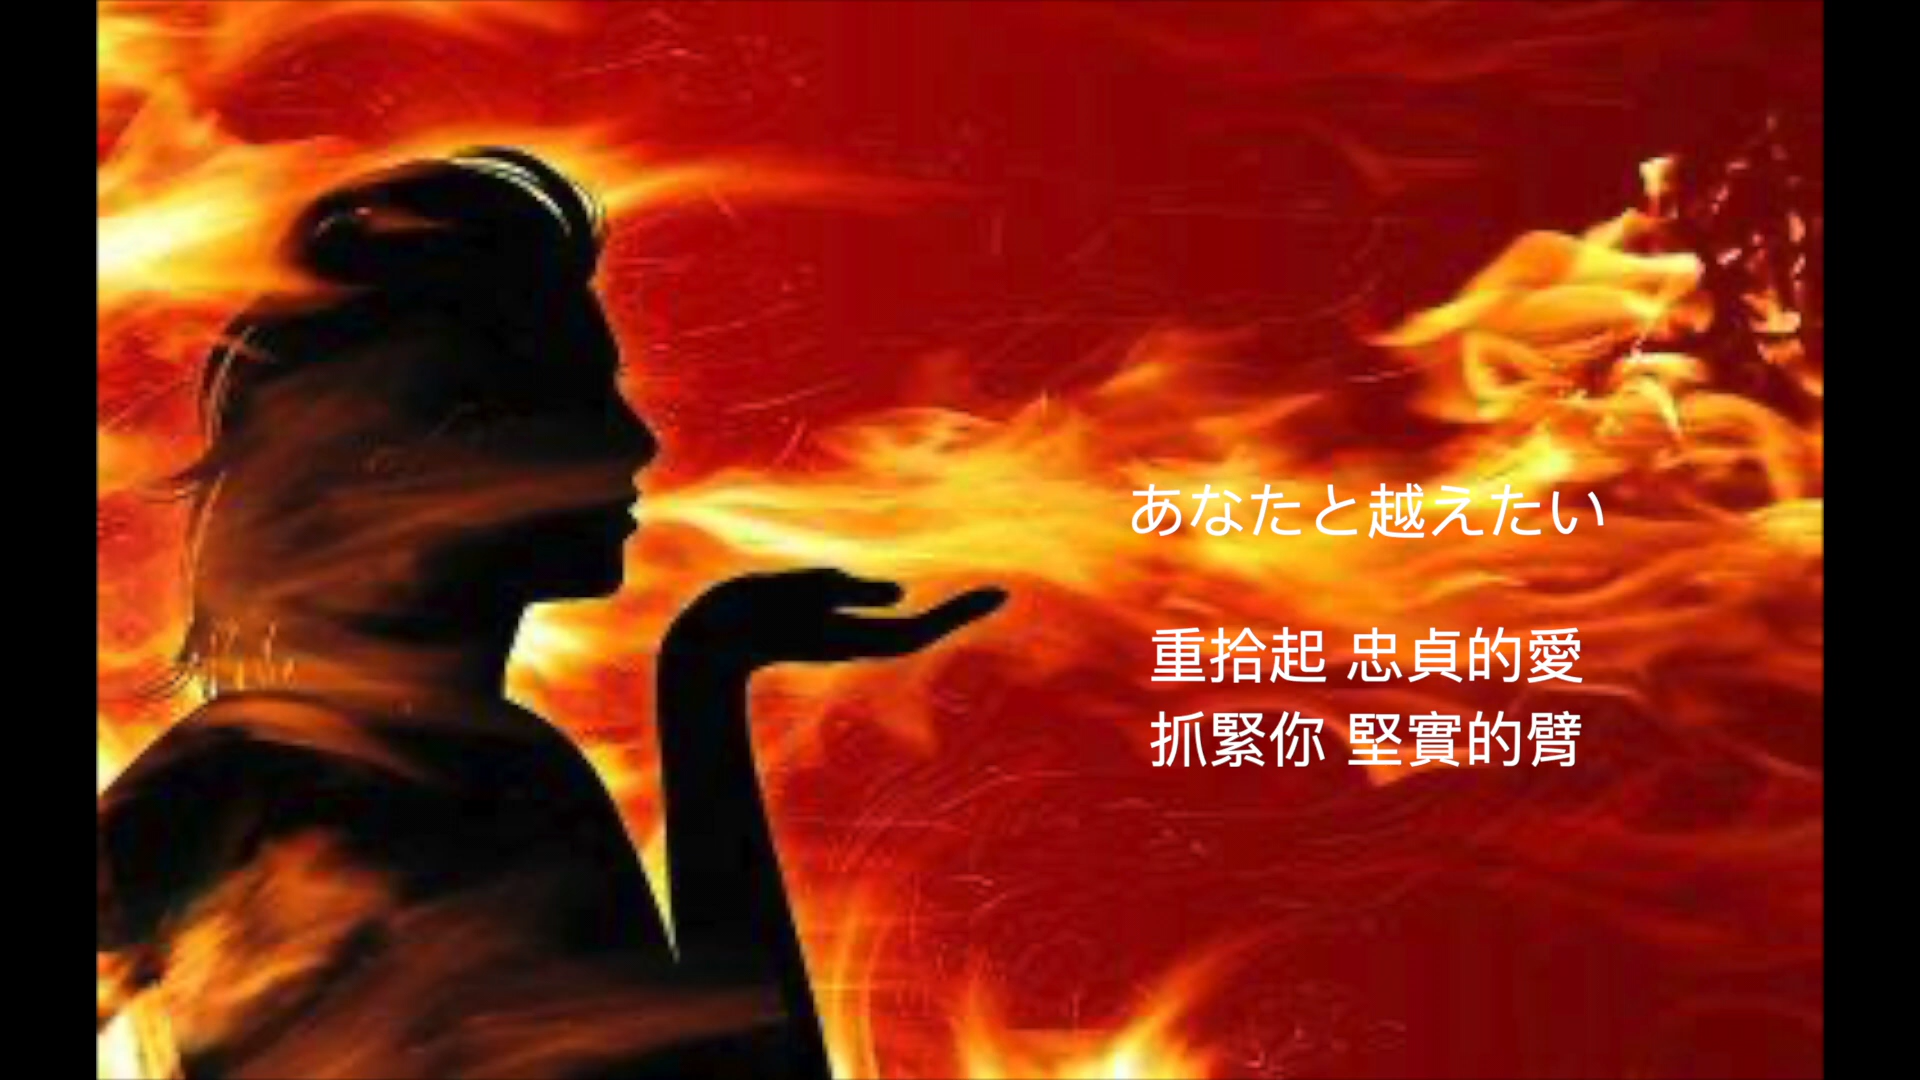 あなたと越えたい
重拾起 忠貞的愛
抓緊你 堅實的臂